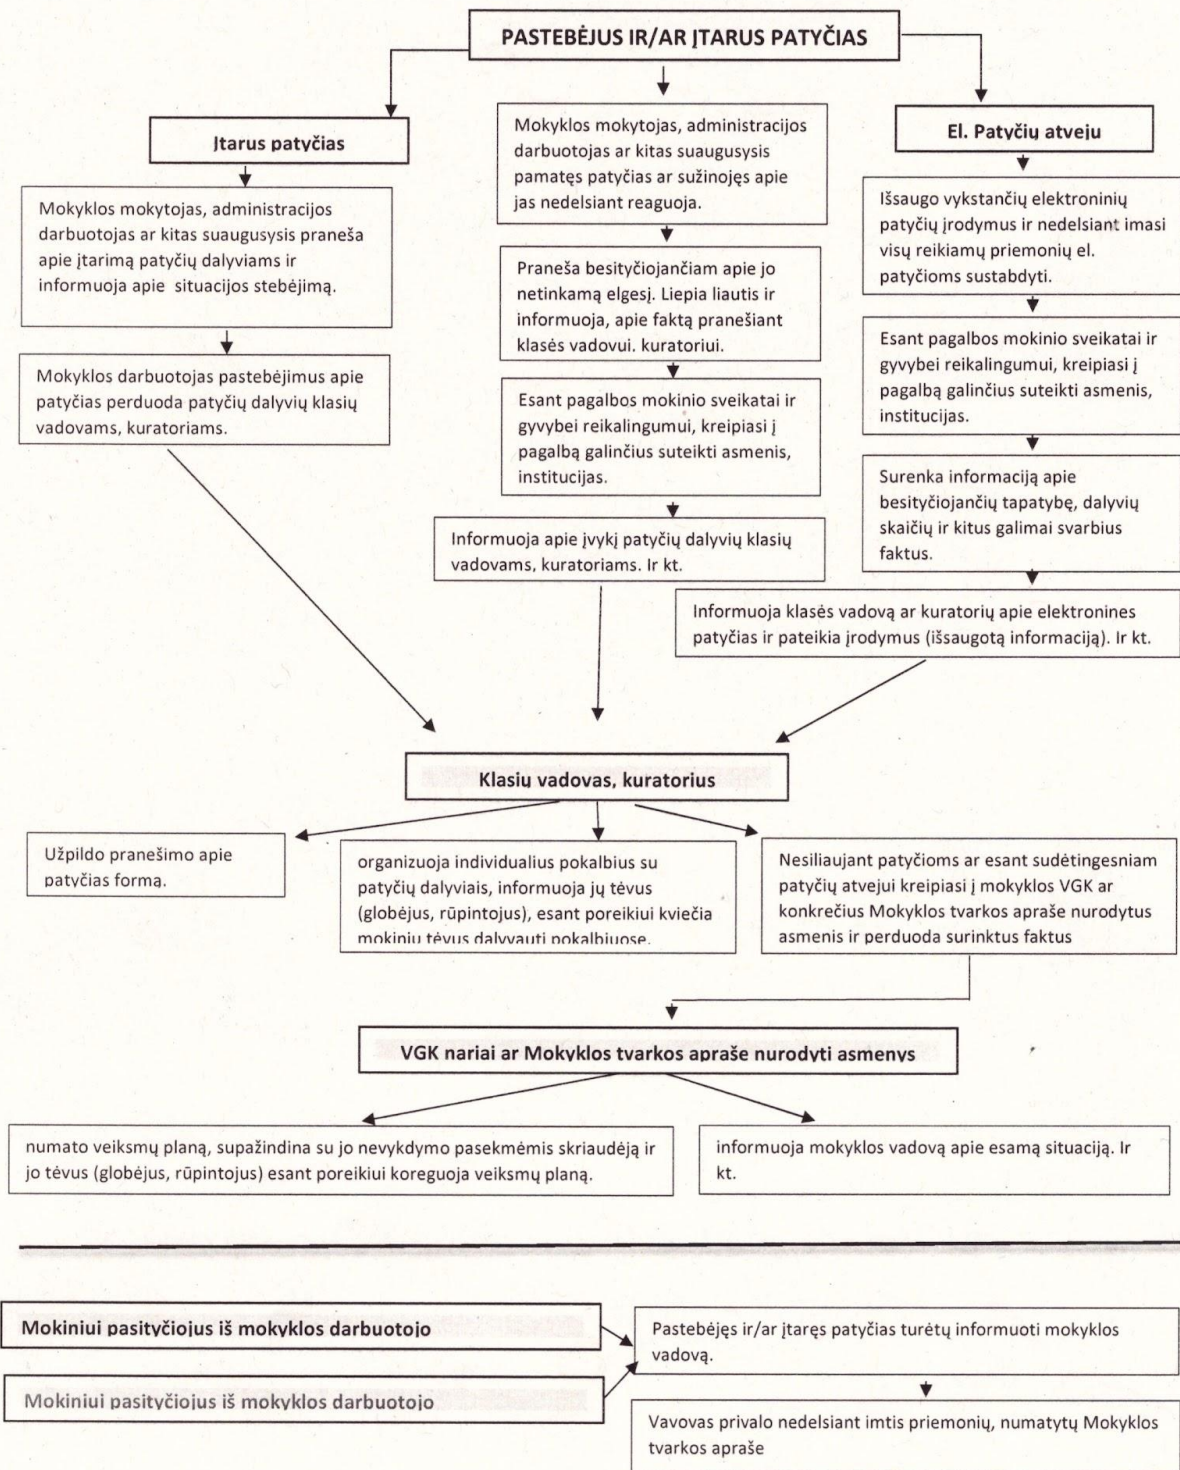 PASTEBĖJUS IR/AR ĮTARUS PATYČIAS
Įtarus patyčias
Mokyklos mokytojas, administracijos
darbuotojas ar kitas suaugusysis praneša
apie įtarimą patyčių dalyviams ir
informuoja apie situacijos stebėjimą.
Mokyklos darbuotojas pastebėjimus apie
patyčias perduoda patyčių dalyvių klasių
vadovams, kuratoriams.
Mokyklos mokytojas, administracijos
darbuotojas ar kitas suaugusysis
pamatęs patyčias ar sužinojęs apie
jas nedelsiant reaguoja.
Praneša besityčiojančiam apie jo
netinkamą elgesį. Liepia liautis ir
informuoja, apie faktą pranešiant
klasės vadovui. kuratoriui.
Esant pagalbos mokinio sveikatai ir
gyvybei reikalingumui, kreipiasi į
pagalbą galinčius suteikti asmenis,
institucijas.
Informuoja apie įvykį patyčių dalyvių klasių
vadovams, kuratoriams. Ir kt.
El. Patyčių atveju
Išsaugo vykstančių elektroninių
patyčių įrodymus ir nedelsiant imasi
visų reikiamų priemonių el.
patyčioms sustabdyti.
Esant pagalbos mokinio sveikatai ir
gyvybei reikalingumui, kreipiasi į
pagalbą galinčius suteikti asmenis,
institucijas.
Surenka informaciją apie
besityčiojančių tapatybę, dalyvių
skaičių ir kitus galimai svarbius
faktus.
Informuoja klasės vadovą ar kuratorių apie elektronines
patyčias ir pateikia įrodymus (išsaugotą informaciją). Ir kt.
Klasių vadovas, kuratorius
Užpildo pranešimo apie
patyčias formą.
organizuoja individualius pokalbius su
patyčių dalyviais, informuoja jų tėvus
(globėjus, rūpintojus), esant poreikiui kviečia
mokinių tėvus dalyvauti pokalbiuose.
Nesiliaujant patyčioms ar esant sudėtingesniam
patyčių atvejui kreipiasi į mokyklos VGK ar
konkrečius Mokyklos tvarkos apraše nurodytus
asmenis ir perduoda surinktus faktus
VGK nariai ar Mokyklos tvarkos apraše nurodyti asmenys
numato veiksmų planą, supažindina su jo nevykdymo pasekmėmis skriaudėją ir
jo tėvus (globėjus, rūpintojus) esant poreikiui koreguoja veiksmų planą.
informuoja mokyklos vadovą apie esamą situaciją. Ir
kt.
Mokiniui pasityčiojus iš mokyklos darbuotojo
Mokiniui pasityčiojus iš mokyklos darbuotojo
Pastebėjęs ir/ar įtaręs patyčias turėtų informuoti mokyklos
vadovą.
Vavovas privalo nedelsiant imtis priemonių, numatytų Mokyklos
tvarkos apraše